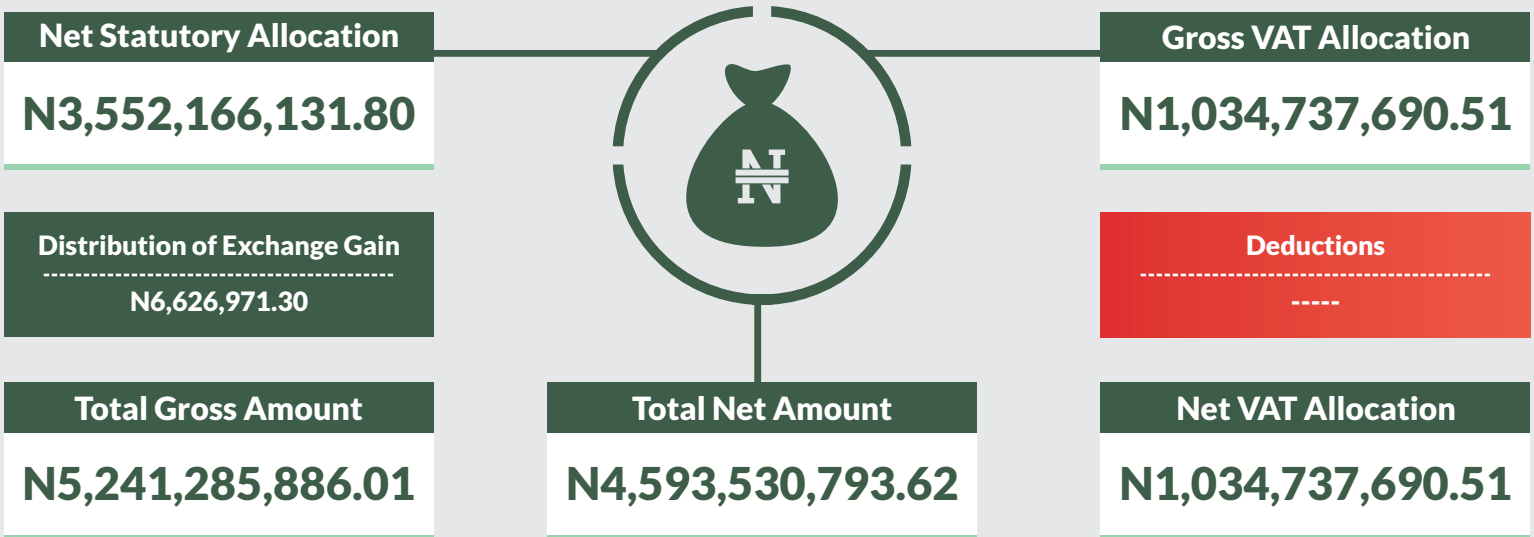 Net Statutory Allocation
N3,552,166,131.80
Gross VAT Allocation
N1,034,737,690.51
₦
Distribution of Exchange Gain
N6,626,971.30
Deductions
-----
Total Gross Amount
N5,241,285,886.01
Total Net Amount
N4,593,530,793.62
Net VAT Allocation
N1,034,737,690.51